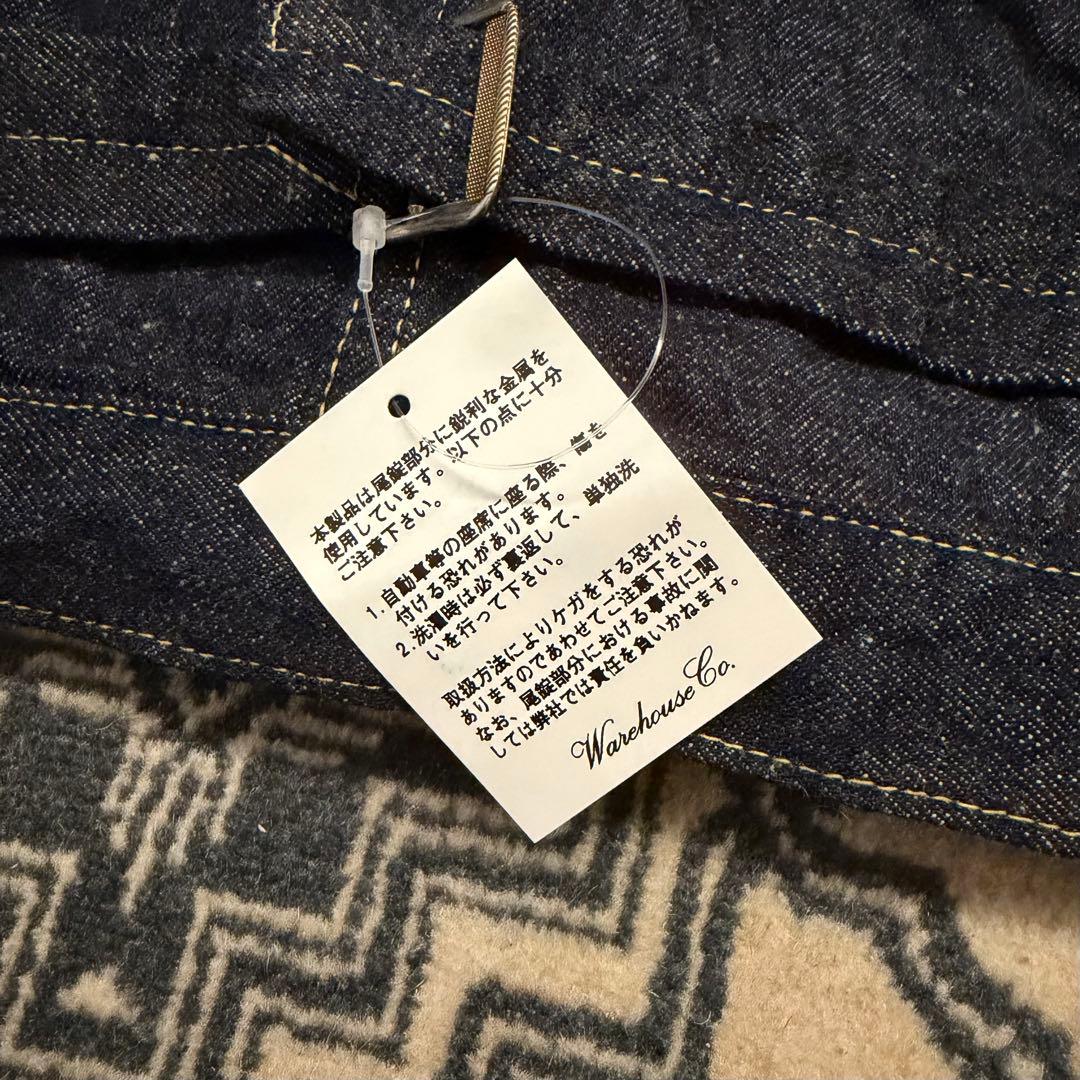 本製品は尾錠部分に鋭利な金属を
使用しています。以下の点に十分
ご注意下さい。
1.自動車等の座席に座る際、傷を
付ける恐れがあります。
2.洗濯時は必ず裏返して、単独洗
いを行って下さい。
取扱方法によりケガをする恐れが
ありますのであわせてご注意下さい。
なお、尾錠部分における事故に関
しては弊社では責任を負いかねます。
Warehouse Co.